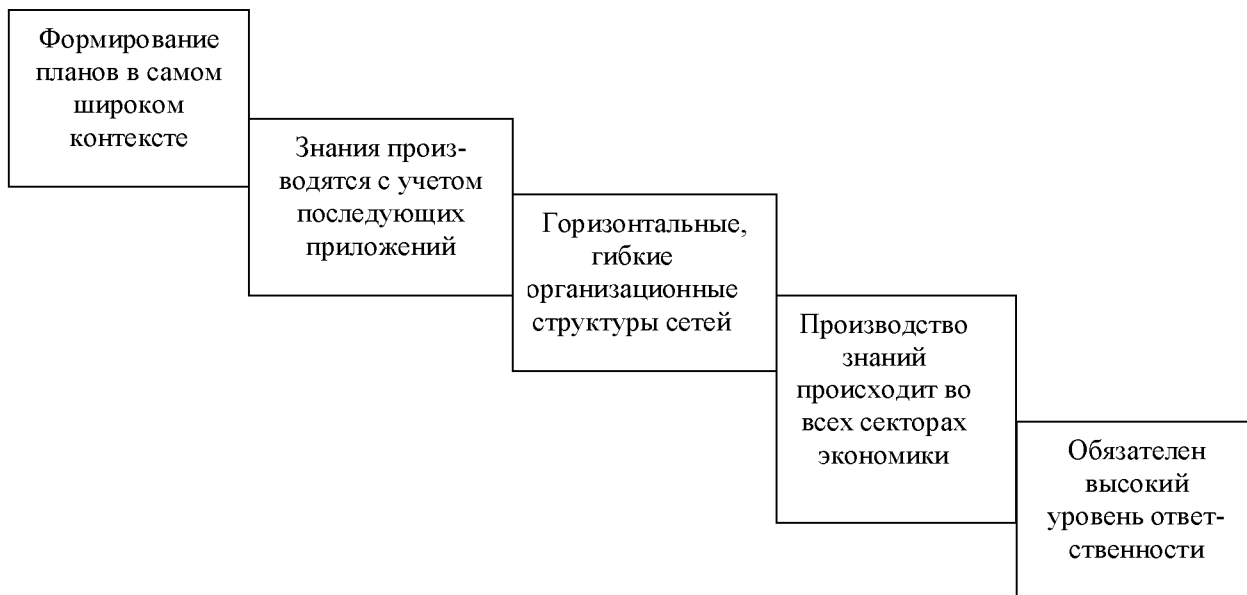 Формирование
планов в самом
широком
контексте
Знания произ-
водятся с учетом
последующих
приложений
Горизонтальные,
гибкие
организационные
структуры сетей
Производство
знаний
происходит во
всех секторах
экономики
Обязателен
высокий
уровень ответ-
ственности